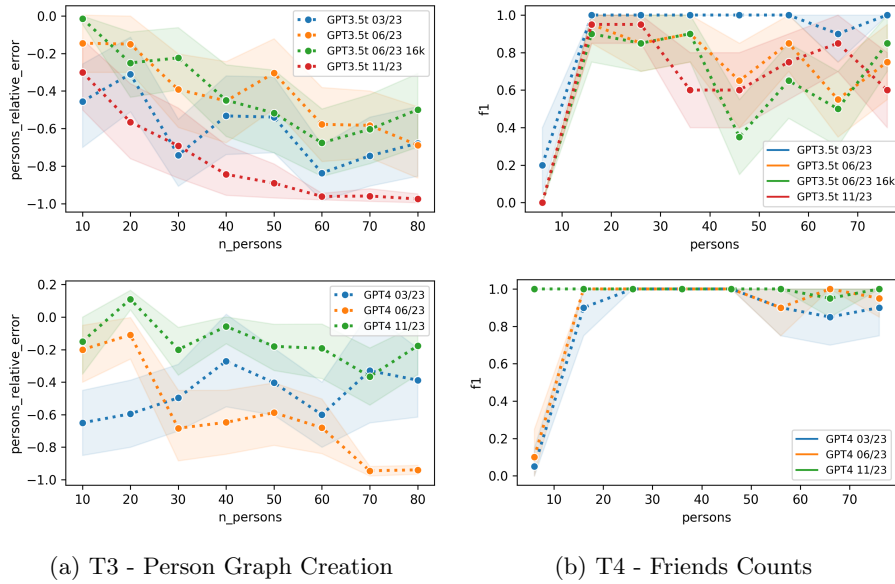 0.0
−0.2
−0.4
−0.6
−0.8
−1.0
persons_relative_error
GPT3.5t 03/23
GPT3.5t 06/23
GPT3.5t 06/23 16k
GPT3.5t 11/23
10 20 30 40 50 60 70 80
n_persons
1.0
0.8
0.6
0.4
0.2
0.0
f1
GPT3.5t 03/23
GPT3.5t 06/23
GPT3.5t 06/23 16k
GPT3.5t 11/23
10 20 30 40 50 60 70
persons
0.2
0.0
−0.2
−0.4
−0.6
−0.8
−1.0
persons_relative_error
GPT4 03/23
GPT4 06/23
GPT4 11/23
10 20 30 40 50 60 70 80
n_persons
1.0
0.8
0.6
0.4
0.2
0.0
f1
GPT4 03/23
GPT4 06/23
GPT4 11/23
10 20 30 40 50 60 70
persons
(a) T3 - Person Graph Creation
(b) T4 - Friends Counts